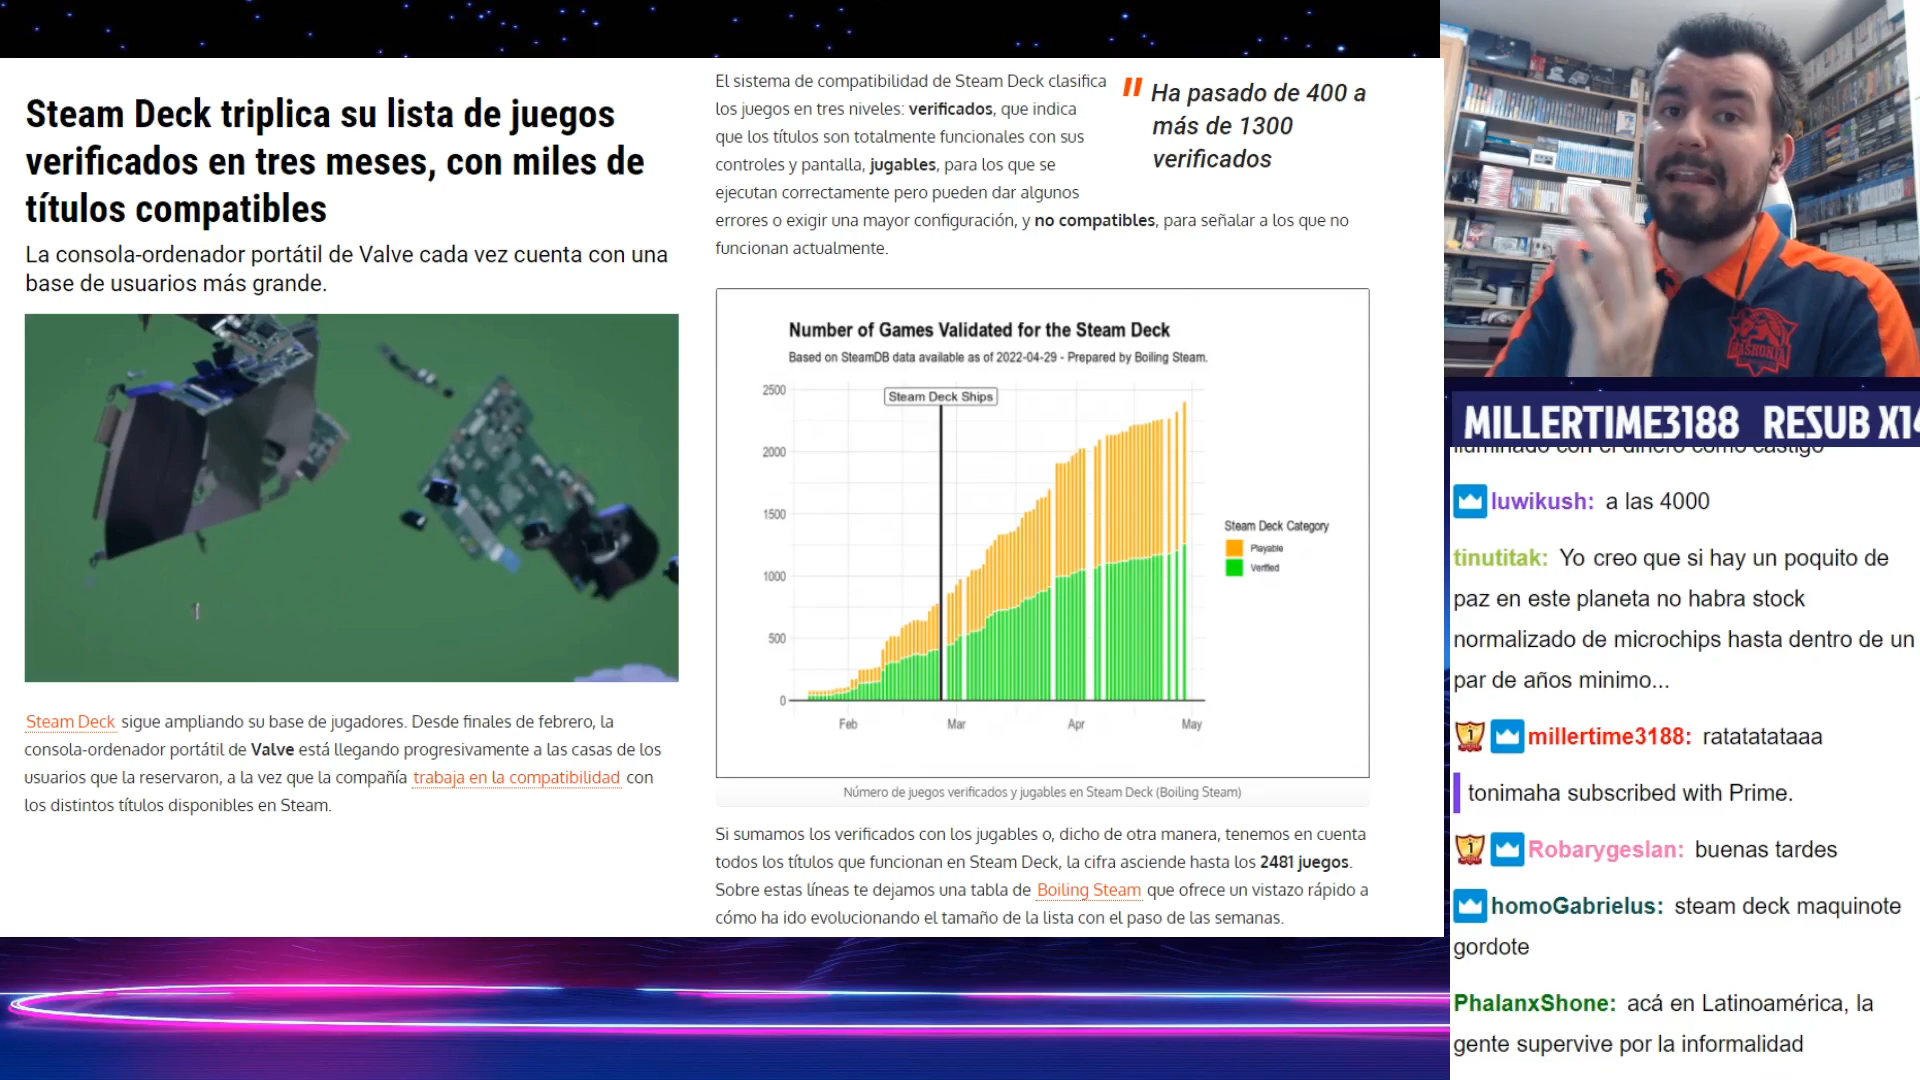 Steam Deck triplica su lista de juegos
verificados en tres meses, con miles de
títulos compatibles
La consola-ordenador portátil de Valve cada vez cuenta con una
base de usuarios más grande.
Steam Deck sigue ampliando su base de jugadores. Desde finales de febrero, la
consola-ordenador portátil de Valve está llegando progresivamente a las casas de los
usuarios que la reservaron, a la vez que la compañía trabaja en la compatibilidad con
los distintos títulos disponibles en Steam.
El sistema de compatibilidad de Steam Deck clasifica
los juegos en tres niveles: verificados, que indica
que los títulos son totalmente funcionales con sus
controles y pantalla, jugables, para los que se
ejecutan correctamente pero pueden dar algunos
errores o exigir una mayor configuración, y no compatibles, para señalar a los que no
funcionan actualmente.
" Ha pasado de 400 a
más de 1300
verificados
Number of Games Validated for the Steam Deck
Based on SteamDB data available as of 2022-04-29 - Prepared by Boiling Steam.
Steam Deck Ships
2500
2000
1500
1000
500
0
Feb Mar Apr May
Steam Deck Category
Playable
Verified
Número de juegos verificados y jugables en Steam Deck (Boiling Steam)
Si sumamos los verificados con los jugables o, dicho de otra manera, tenemos en cuenta
todos los títulos que funcionan en Steam Deck, la cifra asciende hasta los 2481 juegos.
Sobre estas líneas te dejamos una tabla de Boiling Steam que ofrece un vistazo rápido a
cómo ha ido evolucionando el tamaño de la lista con el paso de las semanas.
BASKONIA
MILLERTIME3188 RESUB X14
iluminado con el dinero como castigo
luwikush: a las 4000
tinutitak: Yo creo que si hay un poquito de
paz en este planeta no habra stock
normalizado de microchips hasta dentro de un
par de años minimo...
millertime3188: ratatatataaa
tonimaha subscribed with Prime.
Robarygeslan: buenas tardes
homoGabrielus: steam deck maquinote
gordote
PhalanxShone: acá en Latinoamérica, la
gente supervive por la informalidad